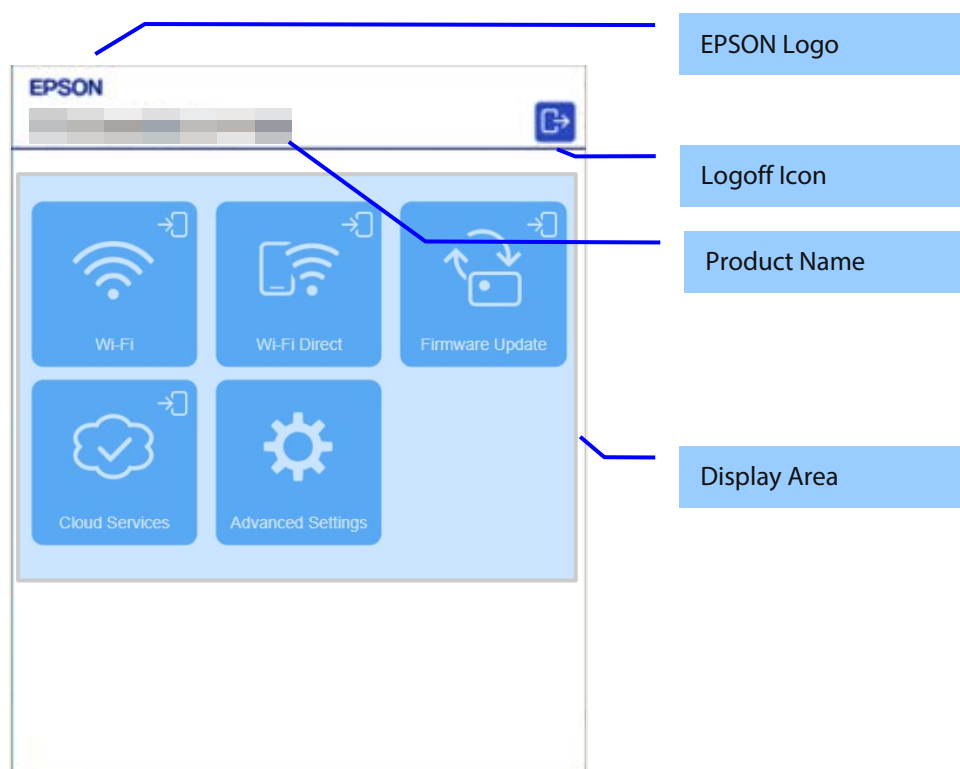 EPSON Logo
EPSON
Logoff Icon
Product Name
Wi-Fi
Wi-Fi Direct
Firmware Update
Display Area
Cloud Services
Advanced Settings